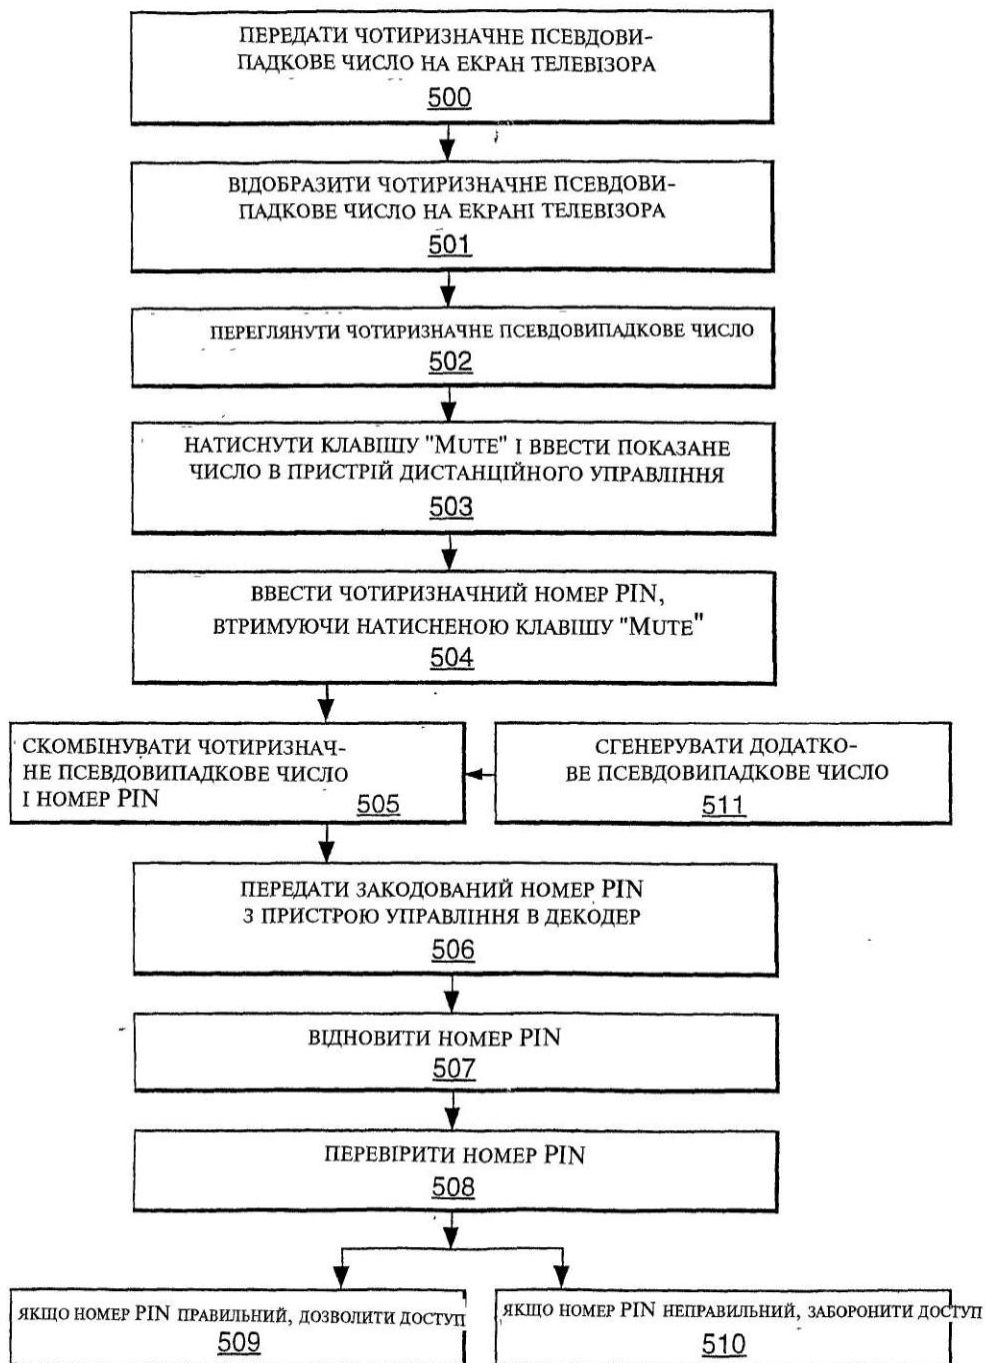 ПЕРЕДАТИ ЧОТИРИЗНАЧНЕ ПСЕВДОВИ-
ПАДКОВЕ ЧИСЛО НА ЕКРАН ТЕЛЕВІЗОРА
500
ВІДОБРАЗИТИ ЧОТИРИЗНАЧНЕ ПСЕВДОВИ-
ПАДКОВЕ ЧИСЛО НА ЕКРАНІ ТЕЛЕВІЗОРА
501
ПЕРЕГЛЯНУТИ ЧОТИРИЗНАЧНЕ ПСЕВДОВИПАДКОВЕ ЧИСЛО
502
НАТИСНУТИ КЛАВІШУ "MUTE" І ВВЕСТИ ПОКАЗАНЕ
ЧИСЛО В ПРИСТРІЙ ДИСТАНЦІЙНОГО УПРАВЛІННЯ
503
ВВЕСТИ ЧОТИРИЗНАЧНИЙ НОМЕР PIN,
ВТРИМУЮЧИ НАТИСНЕНОЮ КЛАВІШУ "MUTE"
504
СКОМБІНУВАТИ ЧОТИРИЗНАЧ-
НЕ ПСЕВДОВИПАДКОВЕ ЧИСЛО
І НОМЕР PIN 505
СГЕНЕРУВАТИ ДОДАТКО-
ВЕ ПСЕВДОВИПАДКОВЕ ЧИСЛО
511
ПЕРЕДАТИ ЗАКОДОВАНИЙ НОМЕР PIN
З ПРИСТРОЮ УПРАВЛІННЯ В ДЕКОДЕР
506
ВІДНОВИТИ НОМЕР PIN
507
ПЕРЕВІРИТИ НОМЕР PIN
508
ЯКЩО НОМЕР PIN ПРАВИЛЬНИЙ, ДОЗВОЛИТИ ДОСТУП
509
ЯКЩО НОМЕР PIN НЕПРАВИЛЬНИЙ, ЗАБОРОНИТИ ДОСТУП
510